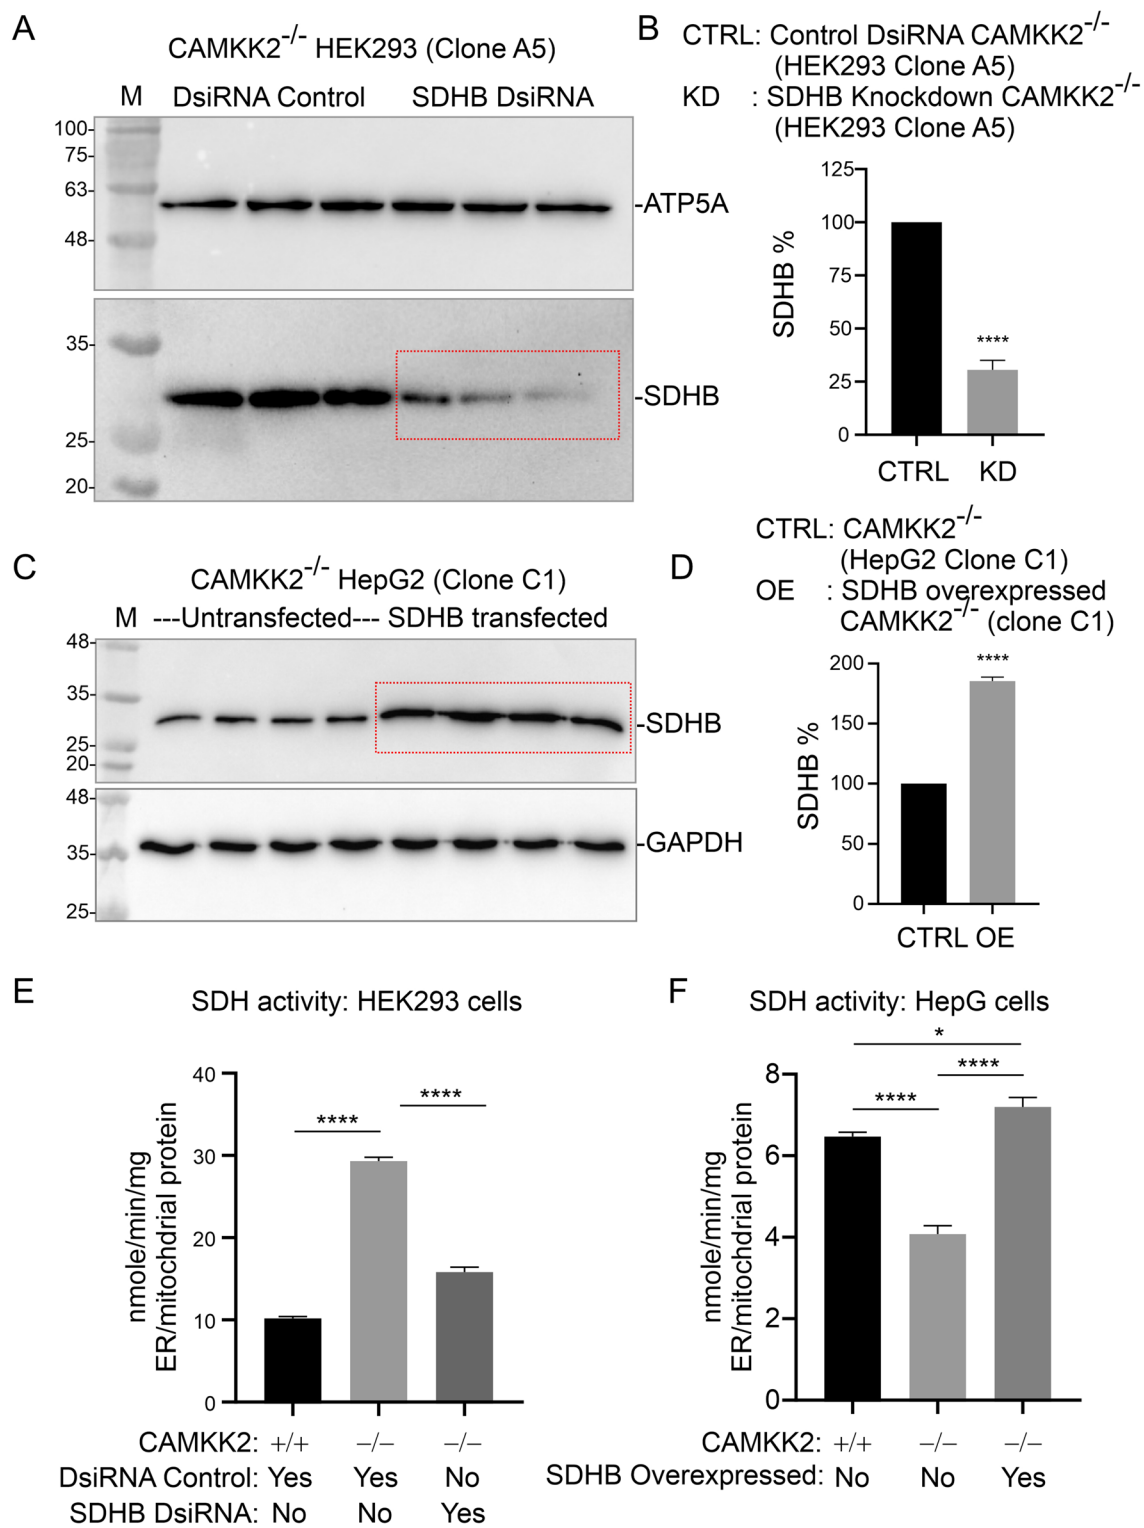 A
CAMKK2-/- HEK293 (Clone A5)
M DsiRNA Control SDHB DsiRNA
100-
75-
63-
48-
-ATP5A
35-
25-
20-
-SDHB
B
CTRL: Control DsiRNA CAMKK2-/-
(HEK293 Clone A5)
KD : SDHB Knockdown CAMKK2-/-
(HEK293 Clone A5)
SDHB %
125
100
75
50
25
0
****
CTRL KD
C
CAMKK2-/- HepG2 (Clone C1)
M ---Untransfected--- SDHB transfected
48-
35-
25-
20-
-SDHB
48-
35-
25-
-GAPDH
D
CTRL: CAMKK2-/-
(HepG2 Clone C1)
OE : SDHB overexpressed
CAMKK2-/- (clone C1)
SDHB %
200
150
100
50
0
****
CTRL OE
E
SDH activity: HEK293 cells
nmole/min/mg
ER/mitochdrial protein
40
30
20
10
0
****
****
CAMKK2: +/+ −/− −/−
DsiRNA Control: Yes Yes No
SDHB DsiRNA: No No Yes
F
SDH activity: HepG cells
nmole/min/mg
ER/mitochdrial protein
8
6
4
2
0
*
****
****
CAMKK2: +/+ −/− −/−
SDHB Overexpressed: No No Yes